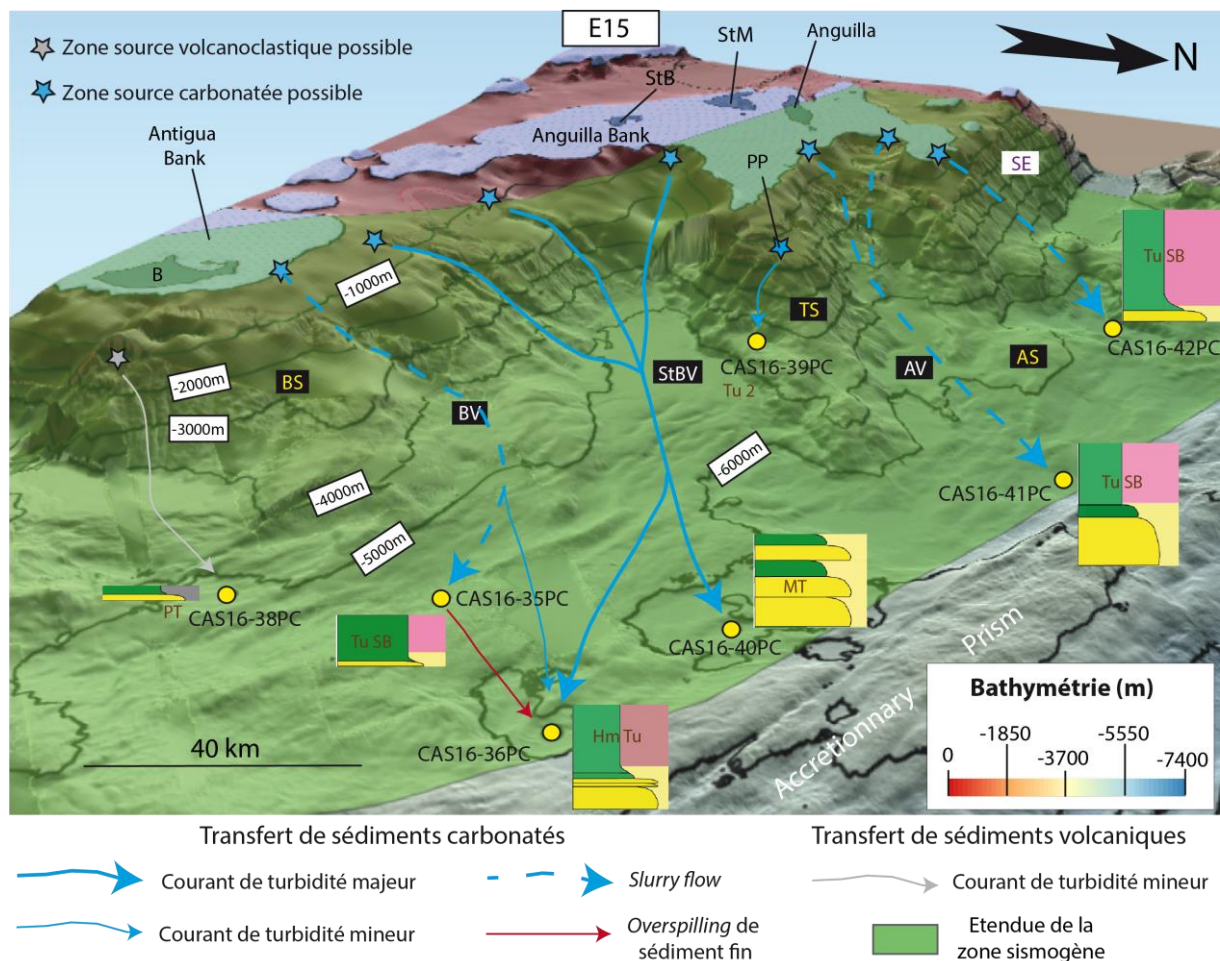 E15
N
Zone source volcanoclastique possible
Zone source carbonatée possible
StM
Anguilla
StB
Anguilla Bank
Antigua
Bank
PP
SE
B
-1000m
Tu SB
TS
CAS16-42PC
CAS16-39PC
Tu 2
StBV
AV
AS
-2000m
BS
BV
-3000m
-4000m
-6000m
CAS16-41PC
Tu SB
-5000m
PT
CAS16-38PC
CAS16-35PC
Tu SB
MT
CAS16-40PC
CAS16-36PC
Hm Tu
40 km
Accretionnary Prism
Bathymétrie (m)
-1850
-5550
0
-3700
-7400
Transfert de sédiments carbonatés
Transfert de sédiments volcaniques
Courant de turbidité majeur
Slurry flow
Courant de turbidité mineur
Courant de turbidité mineur
Overspilling de
sédiment fin
Etendue de la
zone sismogène